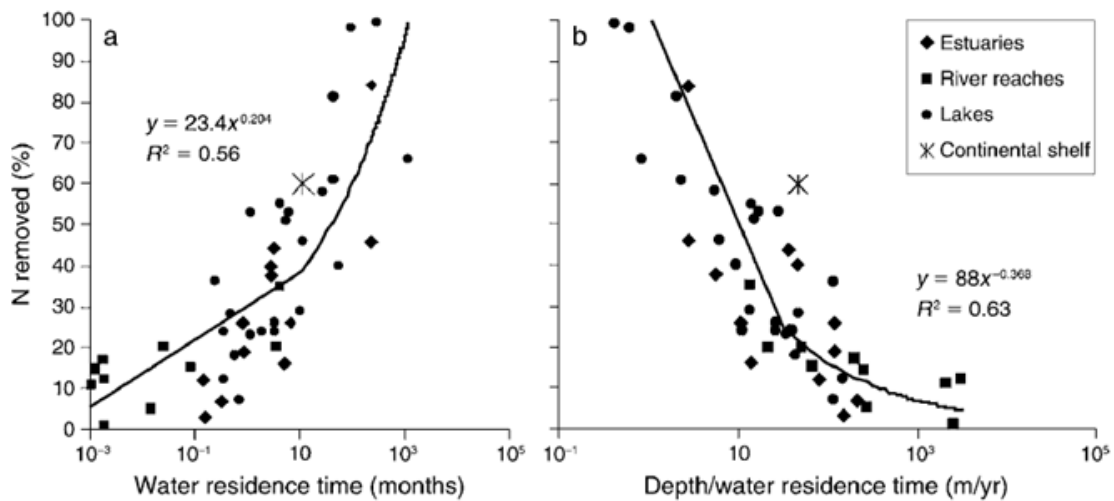 a
b
N removed (%)
100
90
80
70
60
50
40
30
20
10
0
y = 23.4x^0.204
R² = 0.56
10⁻³
10⁻¹
10
10³
10⁵
Water residence time (months)
Estuaries
River reaches
Lakes
Continental shelf
y = 88x^−0.368
R² = 0.63
10⁻¹
10
10³
10⁵
Depth/water residence time (m/yr)